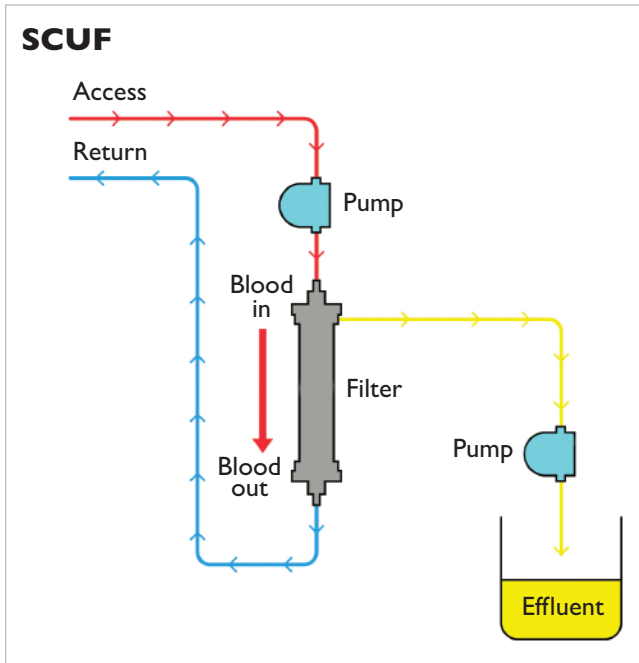 SCUF
Access
Return
Pump
Blood
in
Filter
Blood
out
Pump
Effluent